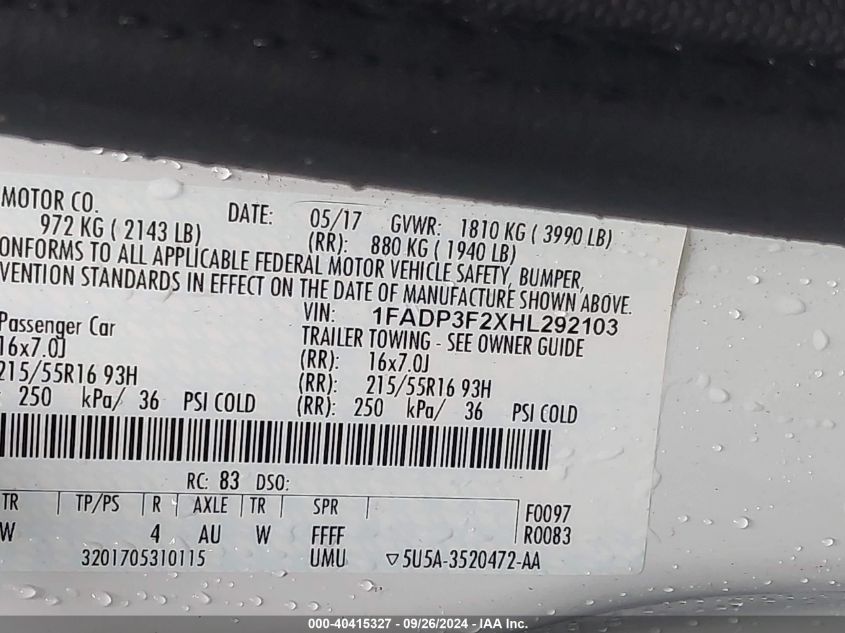 MOTOR CO. DATE: 05/17 GVWR: 1810 KG ( 3990 LB)
972 KG ( 2143 LB) (RR): 880 KG ( 1940 LB)
ONFORMS TO ALL APPLICABLE FEDERAL MOTOR VEHICLE SAFETY, BUMPER,
VENTION STANDARDS IN EFFECT ON THE DATE OF MANUFACTURE SHOWN ABOVE.
VIN: 1FADP3F2XHL292103
Passenger Car TRAILER TOWING - SEE OWNER GUIDE
16x7.0J (RR): 16x7.0J
215/55R16 93H (RR): 215/55R16 93H
: 250 kPa/ 36 PSI COLD (RR): 250 kPa/ 36 PSI COLD
RC: 83 DSO:
TR TP/PS R AXLE TR SPR F0097
W 4 AU W FFFF R0083
3201705310115 UMU ▽5U5A-3520472-AA
000-40415327 - 09/26/2024 - IAA Inc.